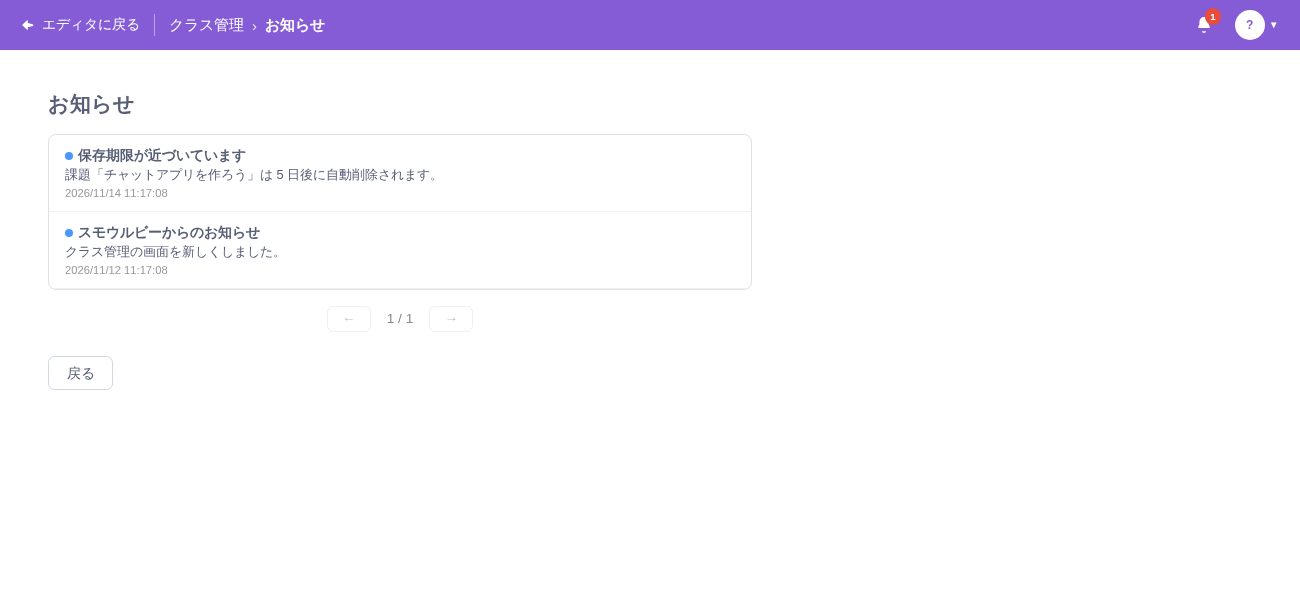 エディタに戻る
クラス管理 › お知らせ
1
?
お知らせ
保存期限が近づいています
課題「チャットアプリを作ろう」は 5 日後に自動削除されます。
2026/11/14 11:17:08
スモウルビーからのお知らせ
クラス管理の画面を新しくしました。
2026/11/12 11:17:08
← 1 / 1 →
戻る